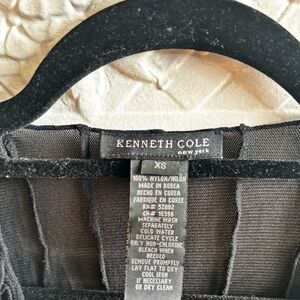 KENNETH COLE
new york
XS
100% NYLON/NILON
MADE IN KOREA
HECHO EN COREA
FABRIQUE EN COREE
RN# 52002
CA# 16356
MACHINE WASH
SEPARATELY
COLD WATER
DELICATE CYCLE
ONLY NON-CHLORINE
BLEACH WHEN
NEEDED
REMOVE PROMPTLY
LAY FLAT TO DRY
COOL IRON
IF NECESSARY
OR DRY CLEAN